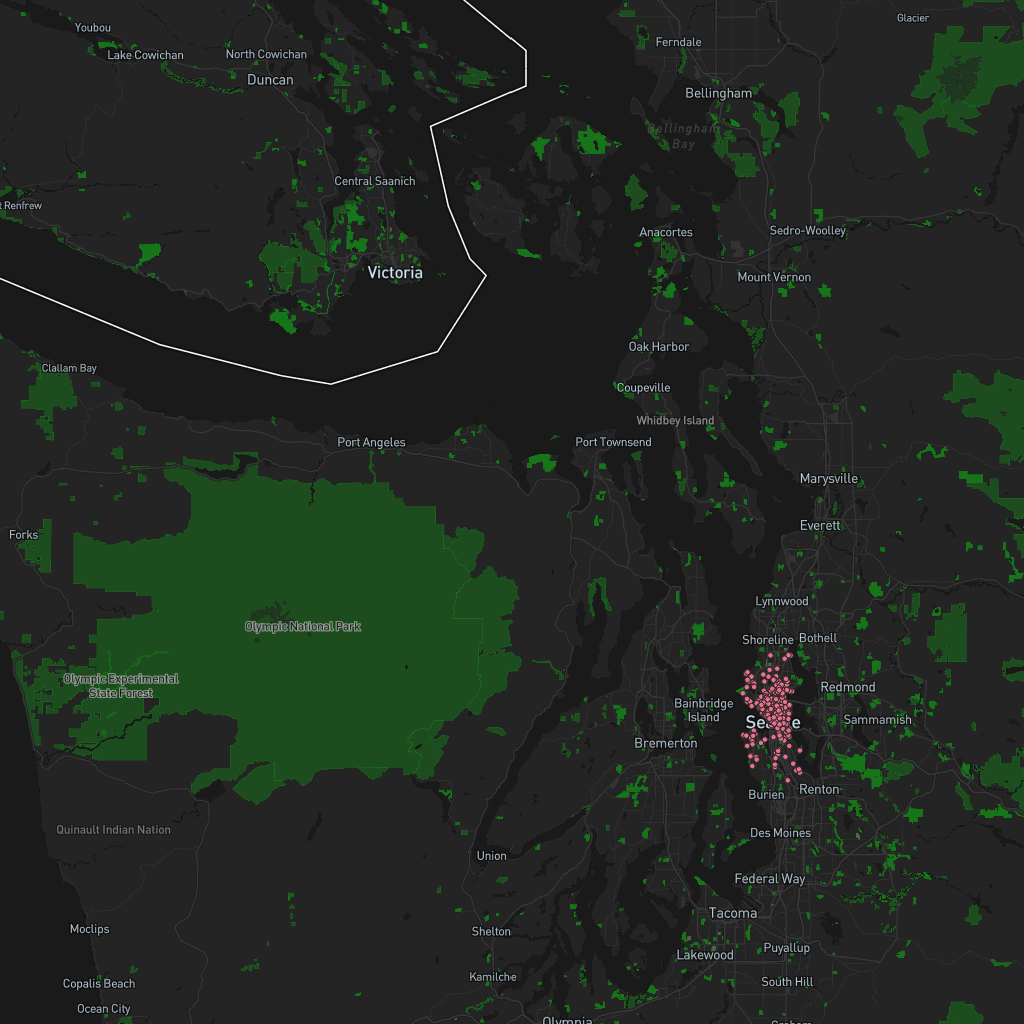 Glacier
Youbou
Ferndale
Lake Cowichan
North Cowichan
Duncan
Bellingham
Bellingham
Bay
Central Saanich
t Renfrew
Anacortes
Sedro-Woolley
Victoria
Mount Vernon
Oak Harbor
Clallam Bay
Coupeville
Whidbey Island
Port Angeles
Port Townsend
Marysville
Everett
Forks
Lynnwood
Olympic National Park
Shoreline
Bothell
Olympic Experimental
State Forest
Redmond
Bainbridge
Island
Sammamish
Bremerton
Burien
Renton
Quinault Indian Nation
Des Moines
Union
Federal Way
Tacoma
Moclips
Shelton
Puyallup
Lakewood
Kamilche
South Hill
Copalis Beach
Ocean City
Olympia